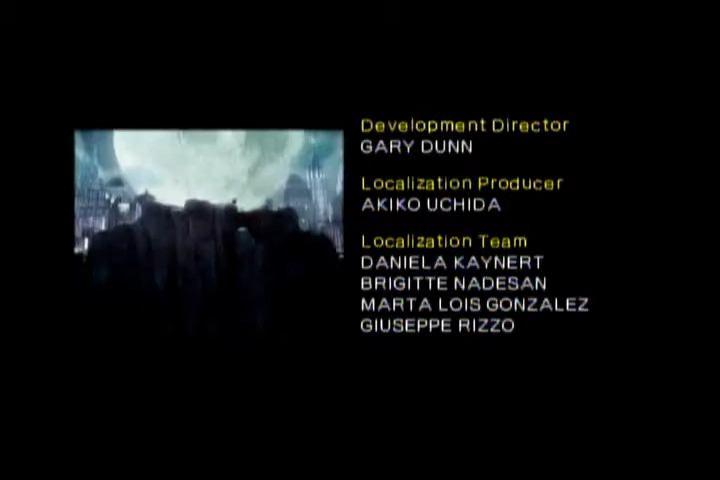 Development Director
GARY DUNN
Localization Producer
AKIKO UCHIDA
Localization Team
DANIELA KAYNERT
BRIGITTE NADESAN
MARTA LOIS GONZALEZ
GIUSEPPE RIZZO